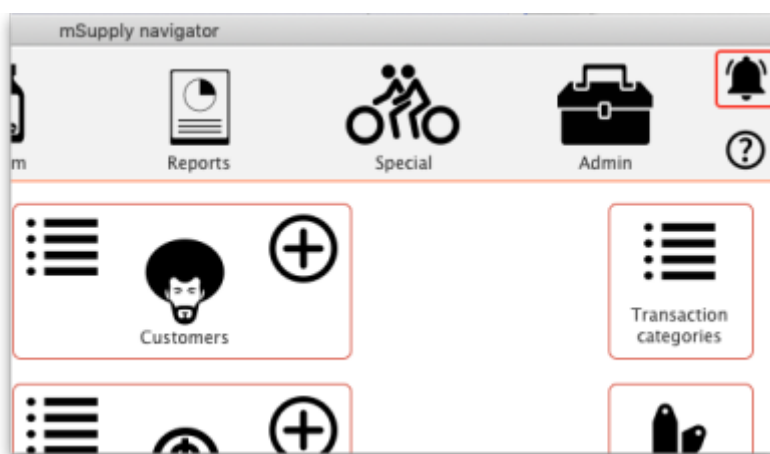 mSupply navigator
m
Reports
Special
Admin
?
Customers
Transaction
categories